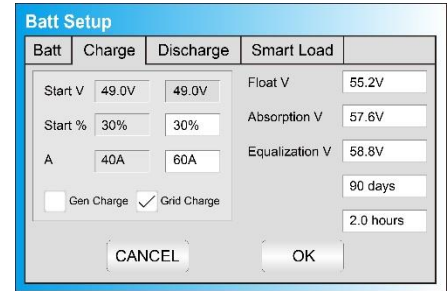 Batt Setup
Batt Charge Discharge Smart Load
Start V 49.0V 49.0V
Start % 30% 30%
A 40A 60A
Gen Charge Grid Charge
Float V 55.2V
Absorption V 57.6V
Equalization V 58.8V
90 days
2.0 hours
CANCEL OK